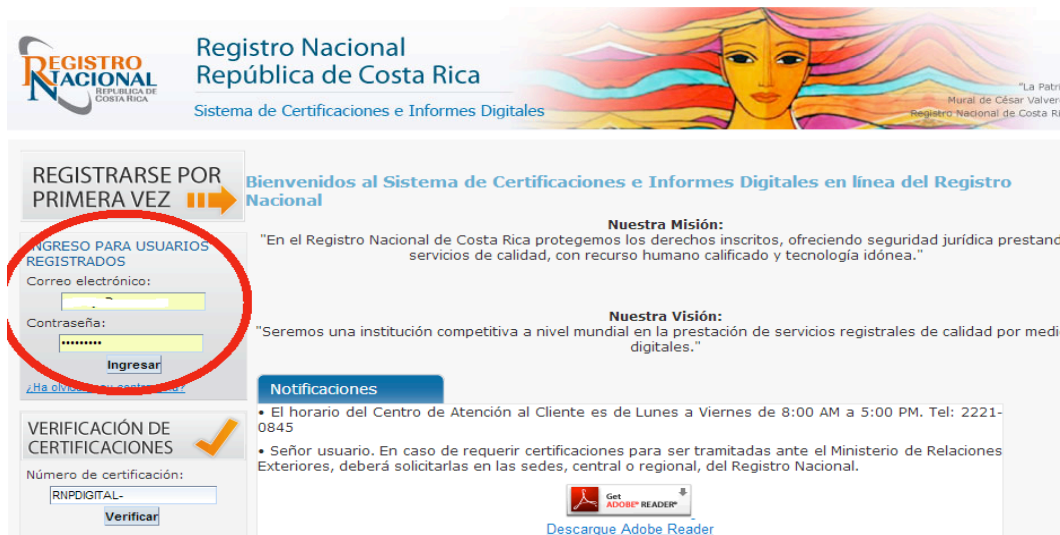 REGISTRO
NACIONAL
REPUBLICA DE
COSTA RICA
Registro Nacional
República de Costa Rica
Sistema de Certificaciones e Informes Digitales
"La Patri
Mural de César Valver
Registro Nacional de Costa Ri
REGISTRARSE POR
PRIMERA VEZ
INGRESO PARA USUARIOS
REGISTRADOS
Correo electrónico:
Contraseña:
•••••••••
Ingresar
¿Ha
VERIFICACIÓN DE
CERTIFICACIONES
Número de certificación:
RNPDIGITAL-
Verificar
Bienvenidos al Sistema de Certificaciones e Informes Digitales en línea del Registro
Nacional
Nuestra Misión:
"En el Registro Nacional de Costa Rica protegemos los derechos inscritos, ofreciendo seguridad jurídica prestand
servicios de calidad, con recurso humano calificado y tecnología idónea."
Nuestra Visión:
"Seremos una institución competitiva a nivel mundial en la prestación de servicios registrales de calidad por medi
digitales."
Notificaciones
• El horario del Centro de Atención al Cliente es de Lunes a Viernes de 8:00 AM a 5:00 PM. Tel: 2221-
0845
• Señor usuario. En caso de requerir certificaciones para ser tramitadas ante el Ministerio de Relaciones
Exteriores, deberá solicitarlas en las sedes, central o regional, del Registro Nacional.
Get
ADOBE® READER®
Descargue Adobe Reader